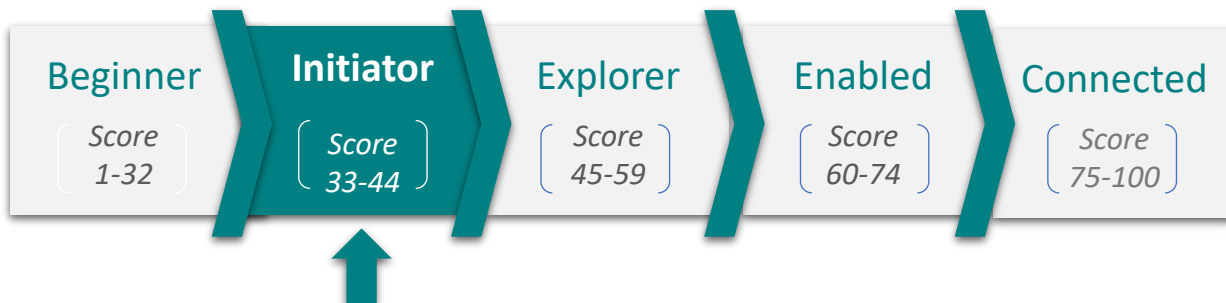 Beginner
Score
1-32
Initiator
Score
33-44
Explorer
Score
45-59
Enabled
Score
60-74
Connected
Score
75-100